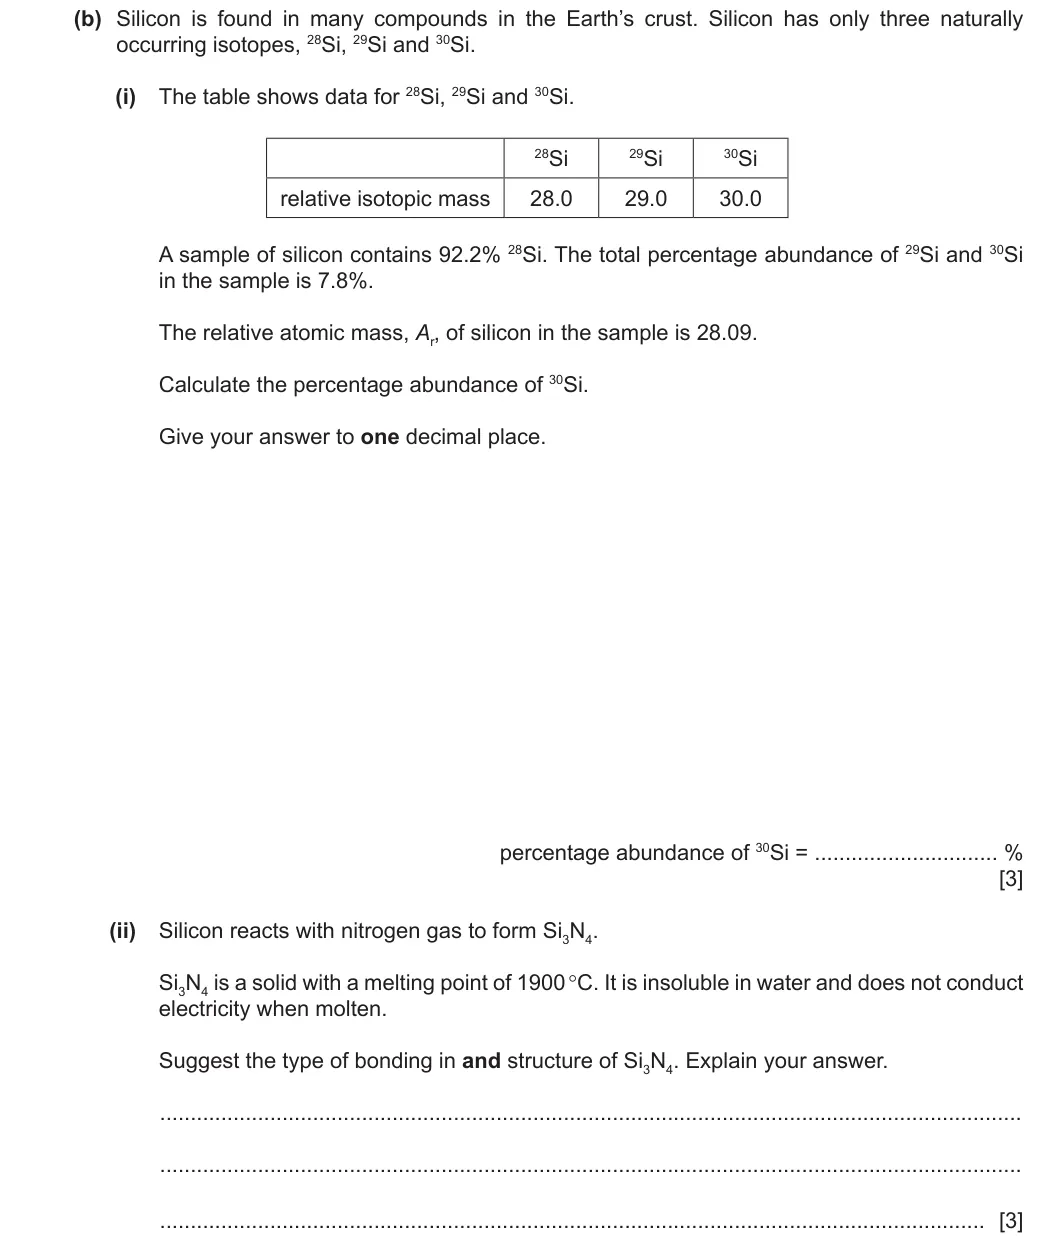 (b) Silicon is found in many compounds in the Earth’s crust. Silicon has only three naturally
occurring isotopes, ²⁸Si, ²⁹Si and ³⁰Si.
(i) The table shows data for ²⁸Si, ²⁹Si and ³⁰Si.
²⁸Si ²⁹Si ³⁰Si
relative isotopic mass 28.0 29.0 30.0
A sample of silicon contains 92.2% ²⁸Si. The total percentage abundance of ²⁹Si and ³⁰Si
in the sample is 7.8%.
The relative atomic mass, Aᵣ, of silicon in the sample is 28.09.
Calculate the percentage abundance of ³⁰Si.
Give your answer to one decimal place.
percentage abundance of ³⁰Si = .............................. %
[3]
(ii) Silicon reacts with nitrogen gas to form Si₃N₄.
Si₃N₄ is a solid with a melting point of 1900 °C. It is insoluble in water and does not conduct
electricity when molten.
Suggest the type of bonding in and structure of Si₃N₄. Explain your answer.
..............................................................................................................................................
..............................................................................................................................................
........................................................................................................................................ [3]